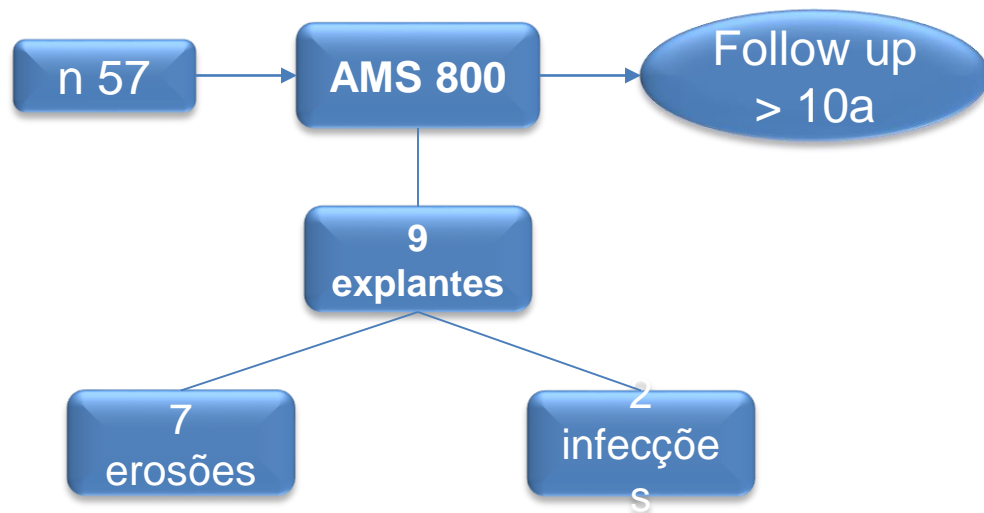 n 57
AMS 800
Follow up
> 10a
9
explantes
7
erosões
2
infecçõe
s